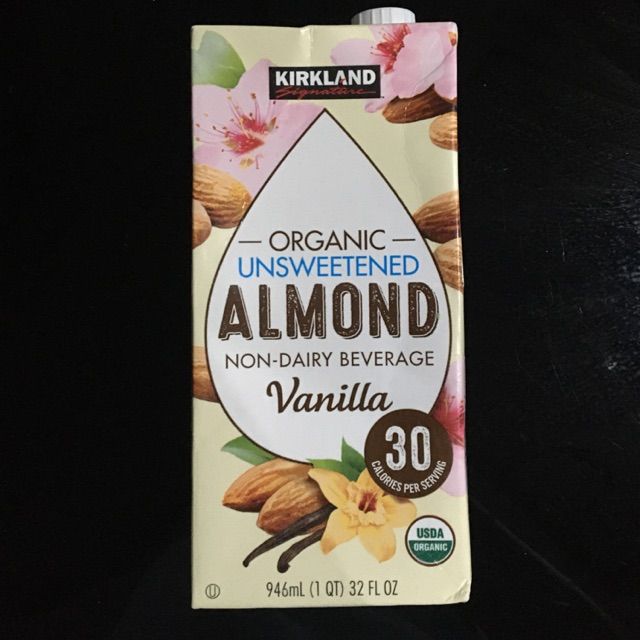 KIRKLAND
Signature
ORGANIC
UNSWEETENED
ALMOND
NON-DAIRY BEVERAGE
Vanilla
30
CALORIES PER SERVING
USDA
ORGANIC
U
946mL (1 QT) 32 FL OZ